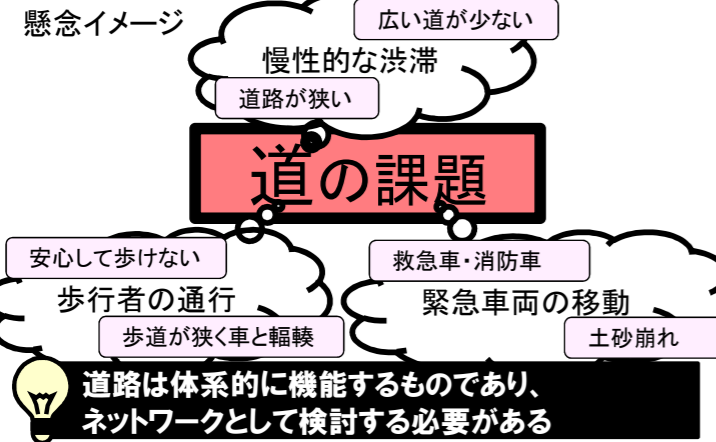 懸念イメージ
広い道が少ない
慢性的な渋滞
道路が狭い
道の課題
安心して歩けない
歩行者の通行
歩道が狭く車と輻輳
救急車・消防車
緊急車両の移動
土砂崩れ
道路は体系的に機能するものであり、
ネットワークとして検討する必要がある